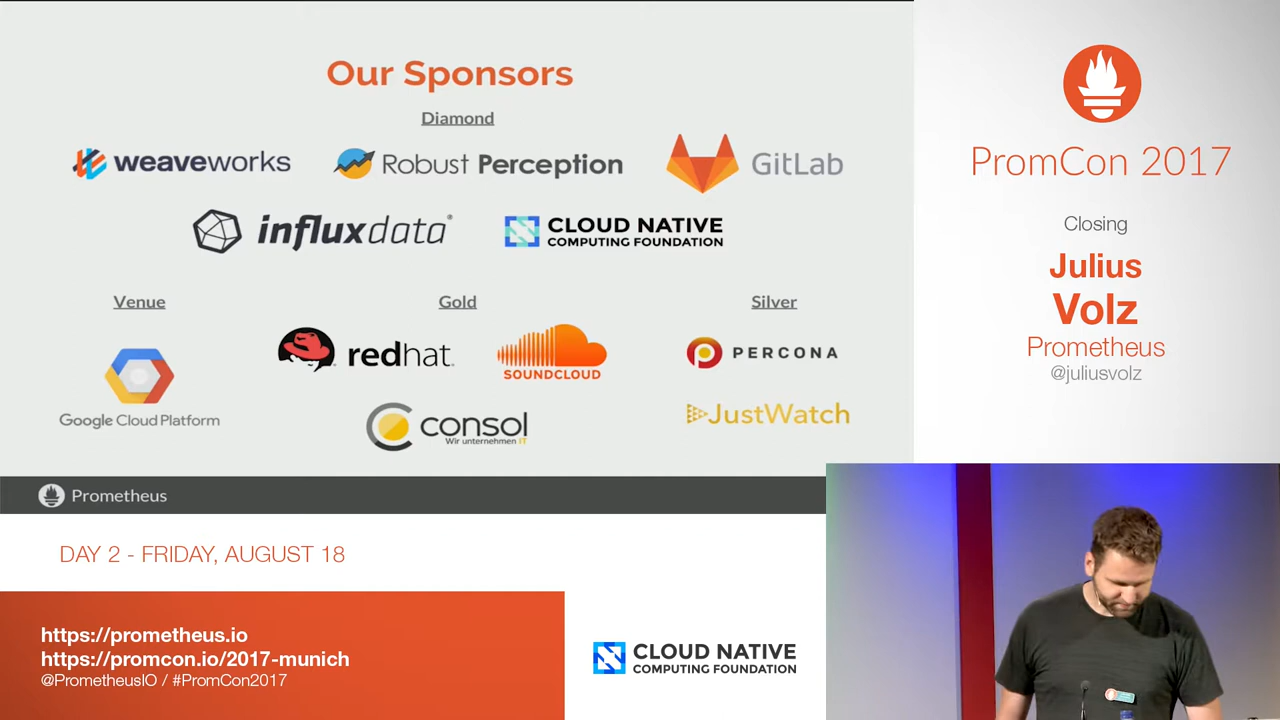 Our Sponsors
Diamond
weaveworks
Robust Perception
GitLab
influxdata®
CLOUD NATIVE
COMPUTING FOUNDATION
Venue
Gold
Silver
Google Cloud Platform
redhat.
SOUNDCLOUD
consol
Wir unternehmen IT
PERCONA
JustWatch
Prometheus
PromCon 2017
Closing
Julius
Volz
Prometheus
@juliusvolz
DAY 2 - FRIDAY, AUGUST 18
https://prometheus.io
https://promcon.io/2017-munich
@PrometheusIO / #PromCon2017
CLOUD NATIVE
COMPUTING FOUNDATION